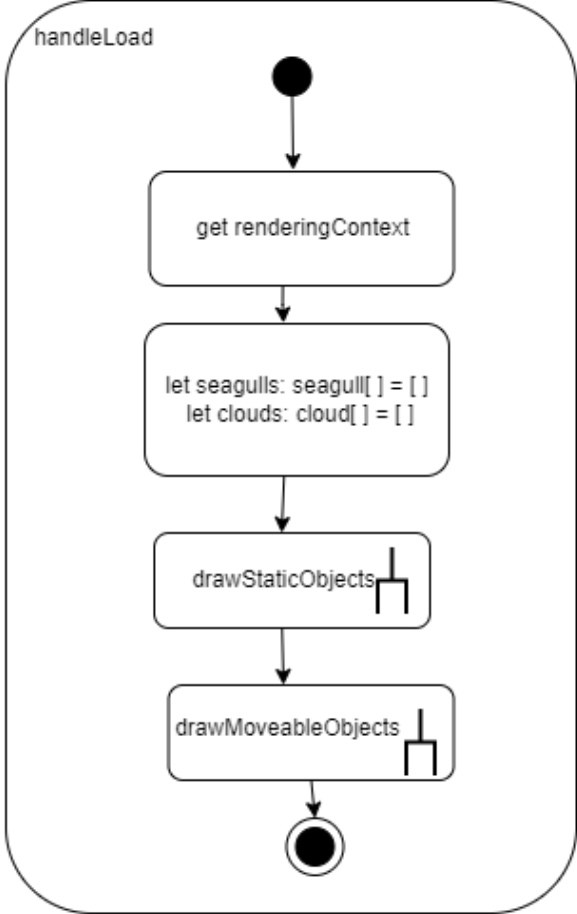 handleLoad
get renderingContext
let seagulls: seagull[ ] = [ ]
let clouds: cloud[ ] = [ ]
drawStaticObjects
drawMoveableObjects